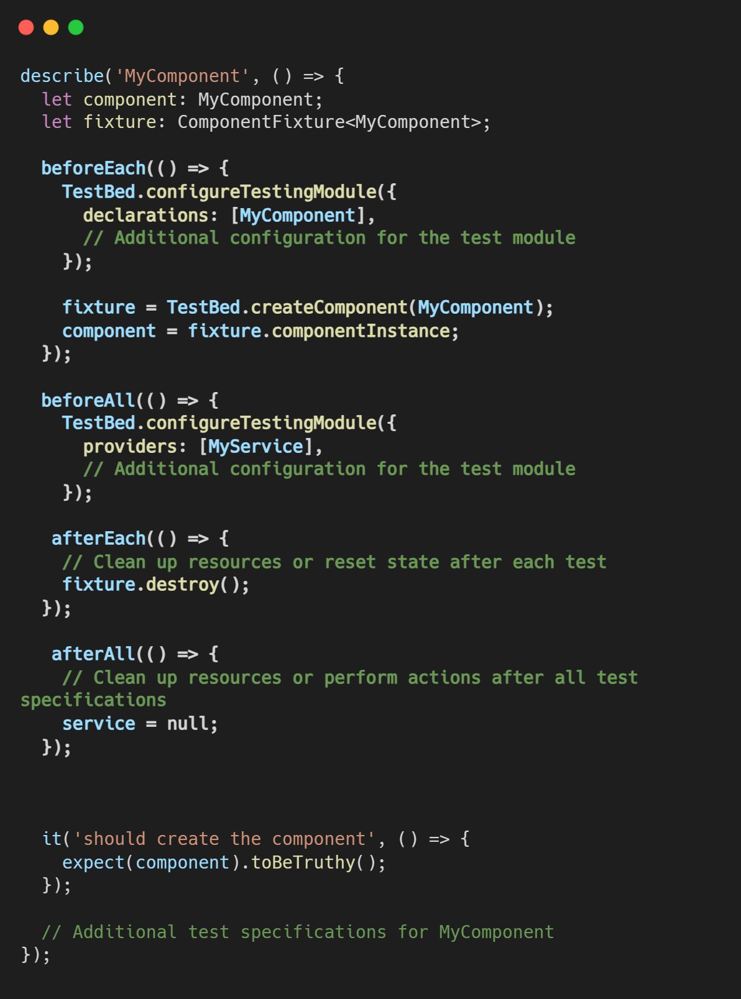 describe('MyComponent', () => {
  let component: MyComponent;
  let fixture: ComponentFixture<MyComponent>;

  beforeEach(() => {
    TestBed.configureTestingModule({
      declarations: [MyComponent],
      // Additional configuration for the test module
    });

    fixture = TestBed.createComponent(MyComponent);
    component = fixture.componentInstance;
  });

  beforeAll(() => {
    TestBed.configureTestingModule({
      providers: [MyService],
      // Additional configuration for the test module
    });

   afterEach(() => {
    // Clean up resources or reset state after each test
    fixture.destroy();
  });

   afterAll(() => {
    // Clean up resources or perform actions after all test
specifications
    service = null;
  });

  it('should create the component', () => {
    expect(component).toBeTruthy();
  });

  // Additional test specifications for MyComponent
});